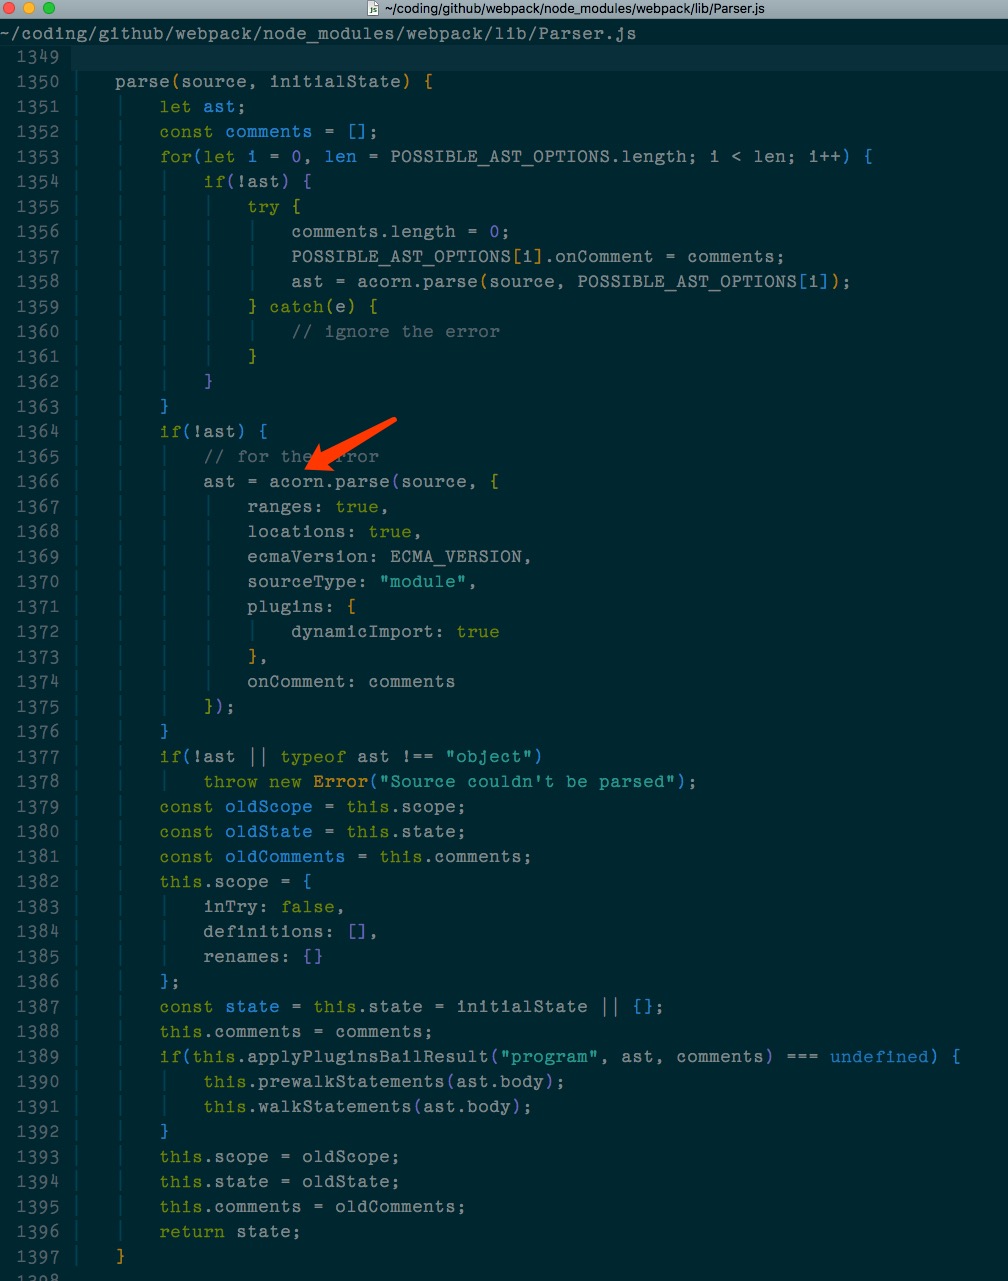 ~/coding/github/webpack/node_modules/webpack/lib/Parser.js
~/coding/github/webpack/node_modules/webpack/lib/Parser.js
1349
1350 parse(source, initialState) {
1351 let ast;
1352 const comments = [];
1353 for(let i = 0, len = POSSIBLE_AST_OPTIONS.length; i < len; i++) {
1354 if(!ast) {
1355 try {
1356 comments.length = 0;
1357 POSSIBLE_AST_OPTIONS[i].onComment = comments;
1358 ast = acorn.parse(source, POSSIBLE_AST_OPTIONS[i]);
1359 } catch(e) {
1360 // ignore the error
1361 }
1362 }
1363 }
1364 if(!ast) {
1365 // for the error
1366 ast = acorn.parse(source, {
1367 ranges: true,
1368 locations: true,
1369 ecmaVersion: ECMA_VERSION,
1370 sourceType: "module",
1371 plugins: {
1372 dynamicImport: true
1373 },
1374 onComment: comments
1375 });
1376 }
1377 if(!ast || typeof ast !== "object")
1378 throw new Error("Source couldn't be parsed");
1379 const oldScope = this.scope;
1380 const oldState = this.state;
1381 const oldComments = this.comments;
1382 this.scope = {
1383 inTry: false,
1384 definitions: [],
1385 renames: {}
1386 };
1387 const state = this.state = initialState || {};
1388 this.comments = comments;
1389 if(this.applyPluginsBailResult("program", ast, comments) === undefined) {
1390 this.prewalkStatements(ast.body);
1391 this.walkStatements(ast.body);
1392 }
1393 this.scope = oldScope;
1394 this.state = oldState;
1395 this.comments = oldComments;
1396 return state;
1397 }
1398